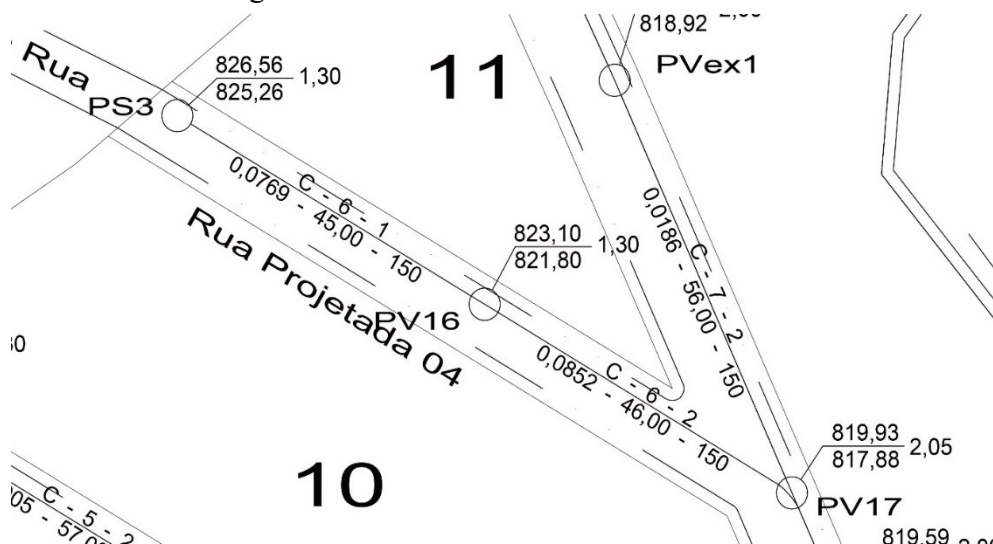 818,92
PVex1
11
Rua
826,56
825,26 1,30
PS3
C - 6 - 1
0,0769 - 45,00 - 150
0,0186 - 56,00 - 150
C - 7 - 2
Rua Projetada 04
823,10
821,80 1,30
PV16
C - 6 - 2
0,0852 - 46,00 - 150
10
819,93
817,88 2,05
PV17
C - 5 - 2
819,59